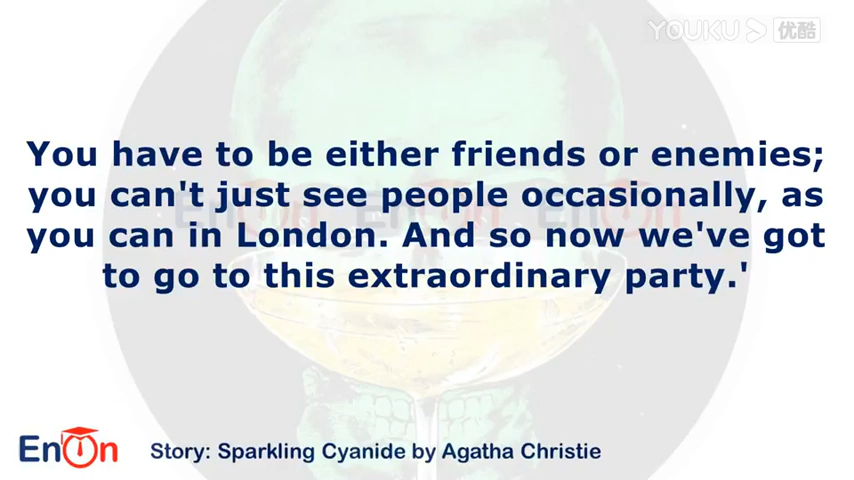 YOUKU 优酷
You have to be either friends or enemies;
you can't just see people occasionally, as
you can in London. And so now we've got
to go to this extraordinary party.'
EnOn
Story: Sparkling Cyanide by Agatha Christie